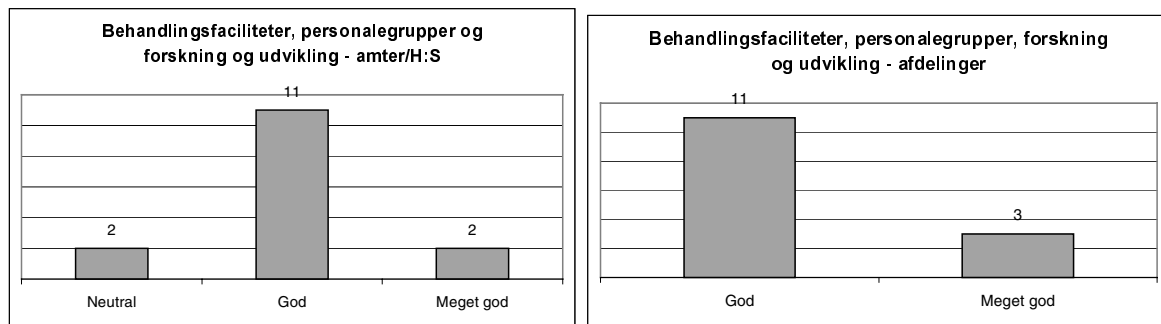 Behandlingsfaciliteter, personalegrupper og
forskning og udvikling - amter/H:S
11
2
2
Neutral
God
Meget god
Behandlingsfaciliteter, personalegrupper, forskning
og udvikling - afdelinger
11
3
God
Meget god